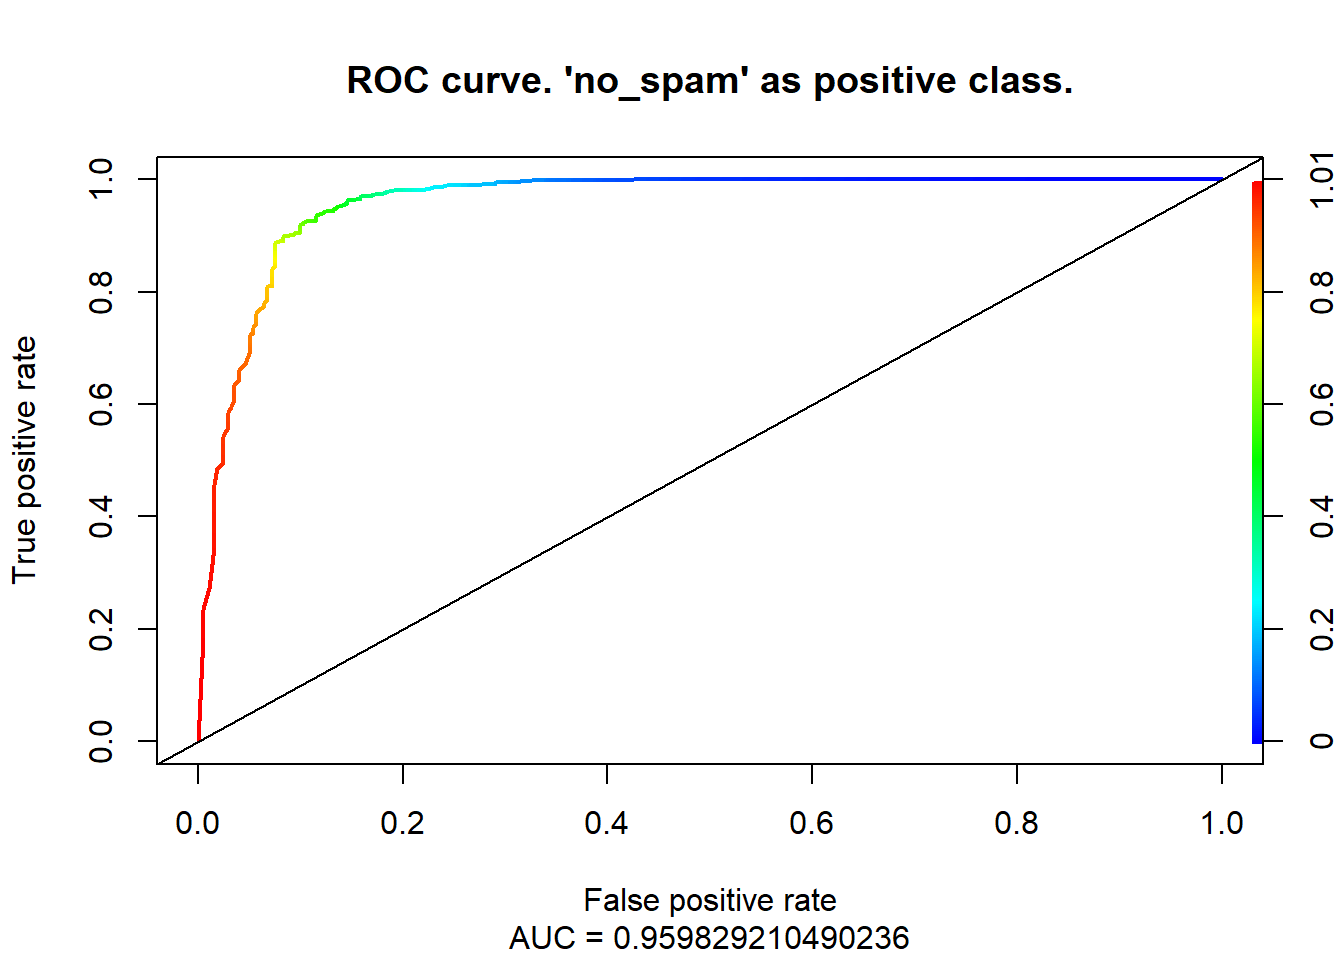 ROC curve. 'no_spam' as positive class.
True positive rate
1.0
0.8
0.6
0.4
0.2
0.0
1.01
0.8
0.6
0.4
0.2
0
0.0 0.2 0.4 0.6 0.8 1.0
False positive rate
AUC = 0.959829210490236